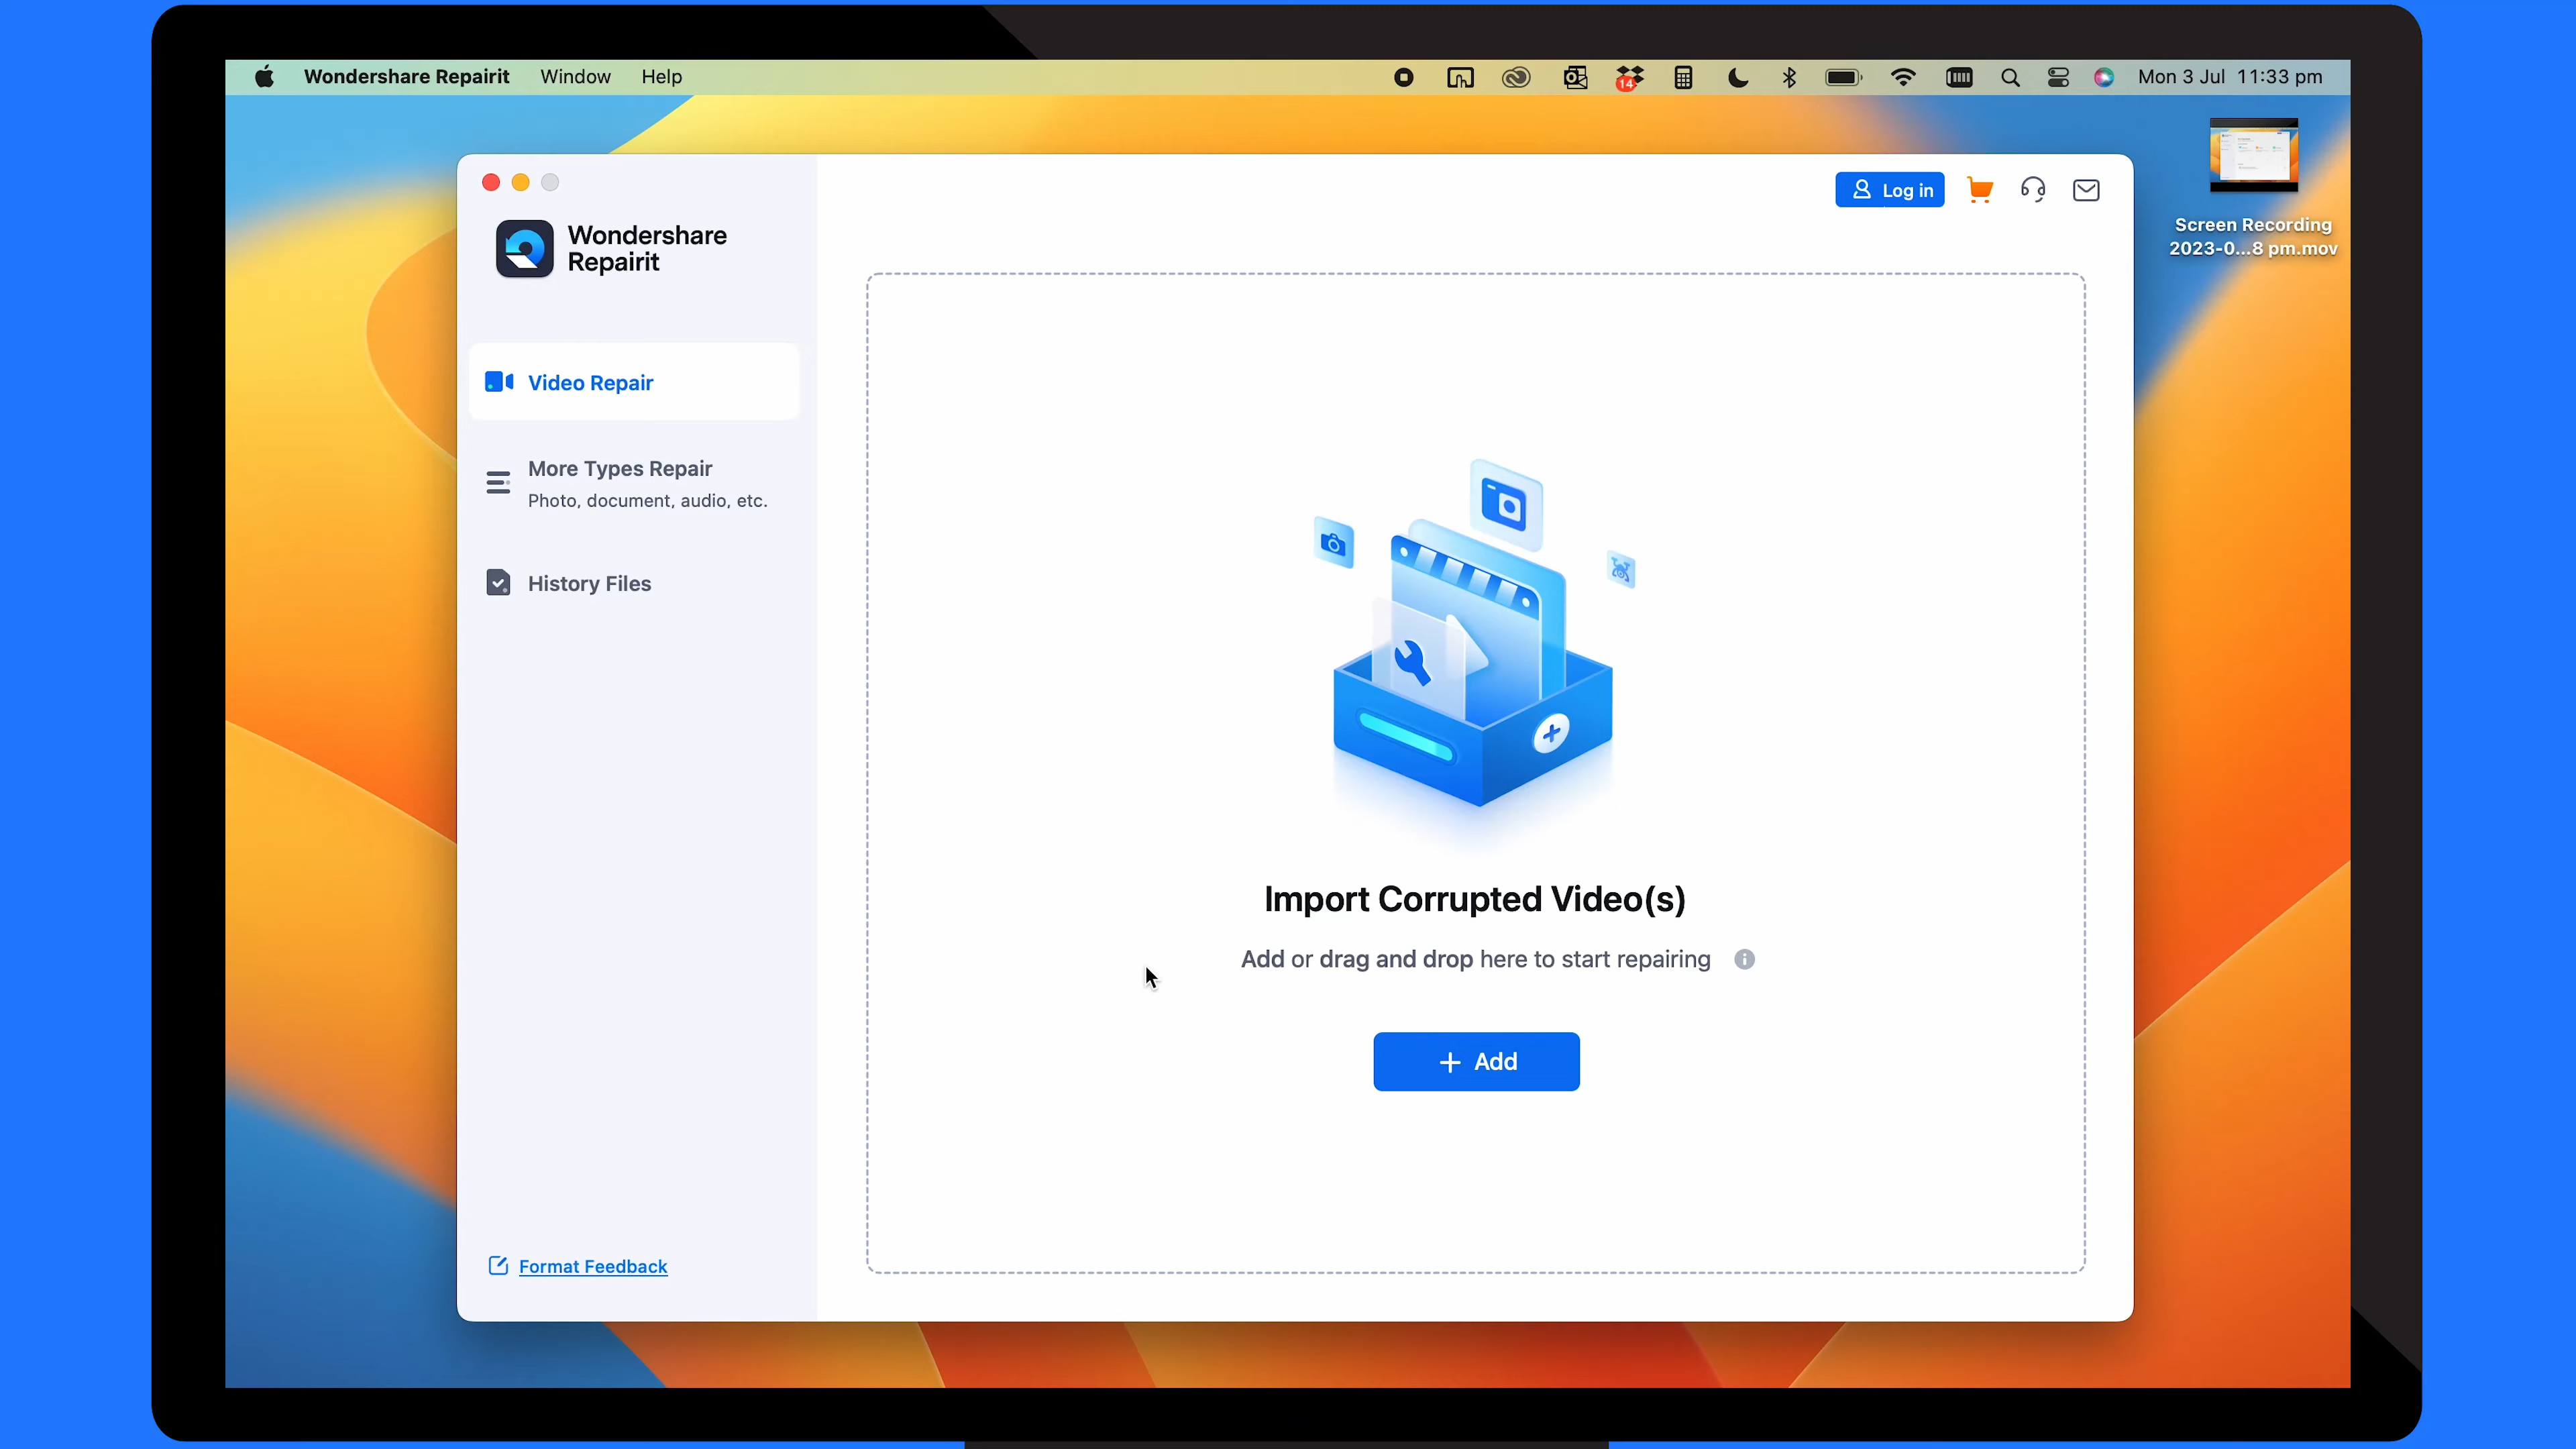 Wondershare Repairit Window Help
14
Mon 3 Jul 11:33 pm
Screen Recording
2023-0...8 pm.mov
Log in
Wondershare
Repairit
Video Repair
More Types Repair
Photo, document, audio, etc.
History Files
Import Corrupted Video(s)
Add or drag and drop here to start repairing
+ Add
Format Feedback